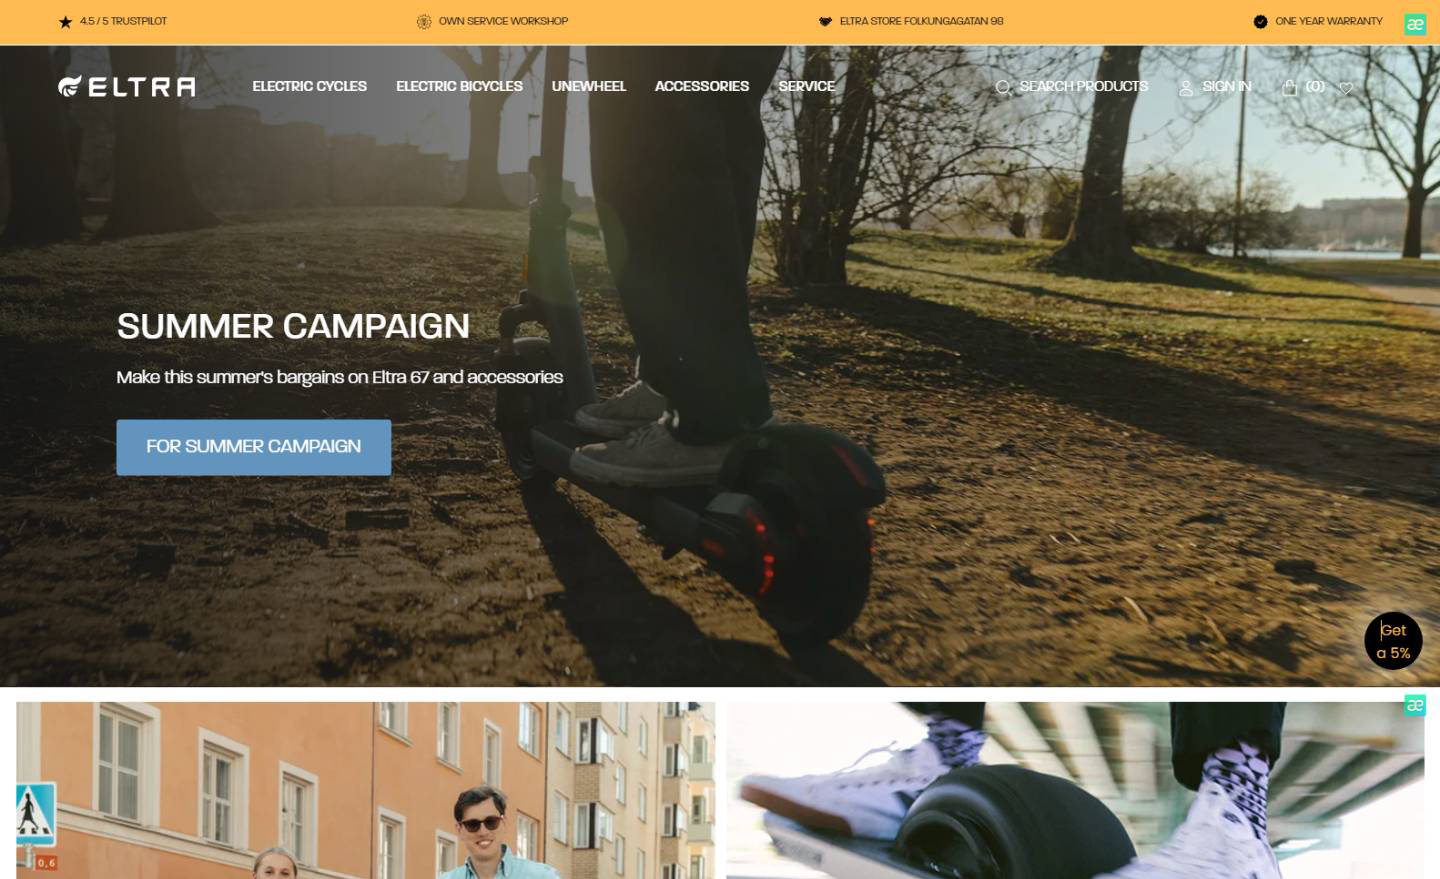 4.5 / 5 TRUSTPILOT
OWN SERVICE WORKSHOP
ELTRA STORE FOLKUNGAGATAN 98
ONE YEAR WARRANTY
æ
ELTRA
ELECTRIC CYCLES
ELECTRIC BICYCLES
UNEWHEEL
ACCESSORIES
SERVICE
SEARCH PRODUCTS
SIGN IN
(0)
SUMMER CAMPAIGN
Make this summer's bargains on Eltra 67 and accessories
FOR SUMMER CAMPAIGN
Get
a 5%
æ
0,6